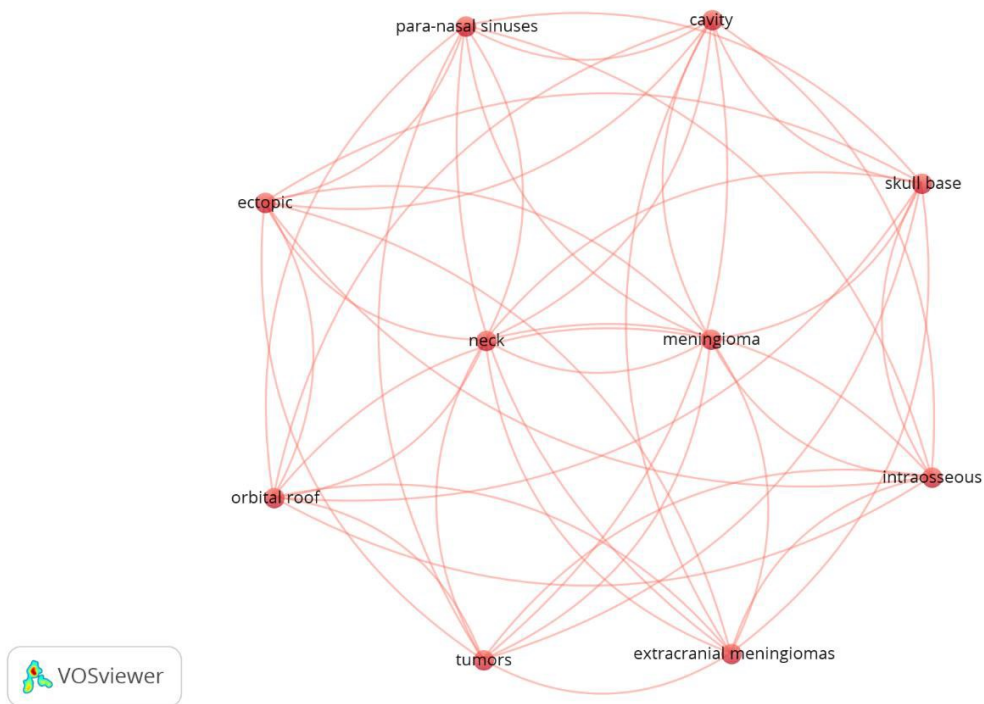 para-nasal sinuses
cavity
skull base
ectopic
neck
meningioma
intraosseous
orbital roof
tumors
extracranial meningiomas
VOSviewer